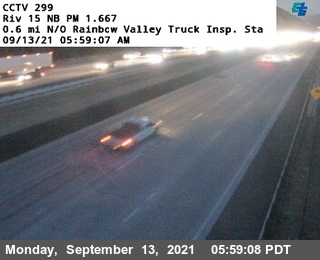 CCTV 299
Riv 15 NB PM 1.667
0.6 mi N/O Rainbow Valley Truck Insp. Sta
09/13/21 05:59:07 AM
Monday, September 13, 2021 05:59:08 PDT